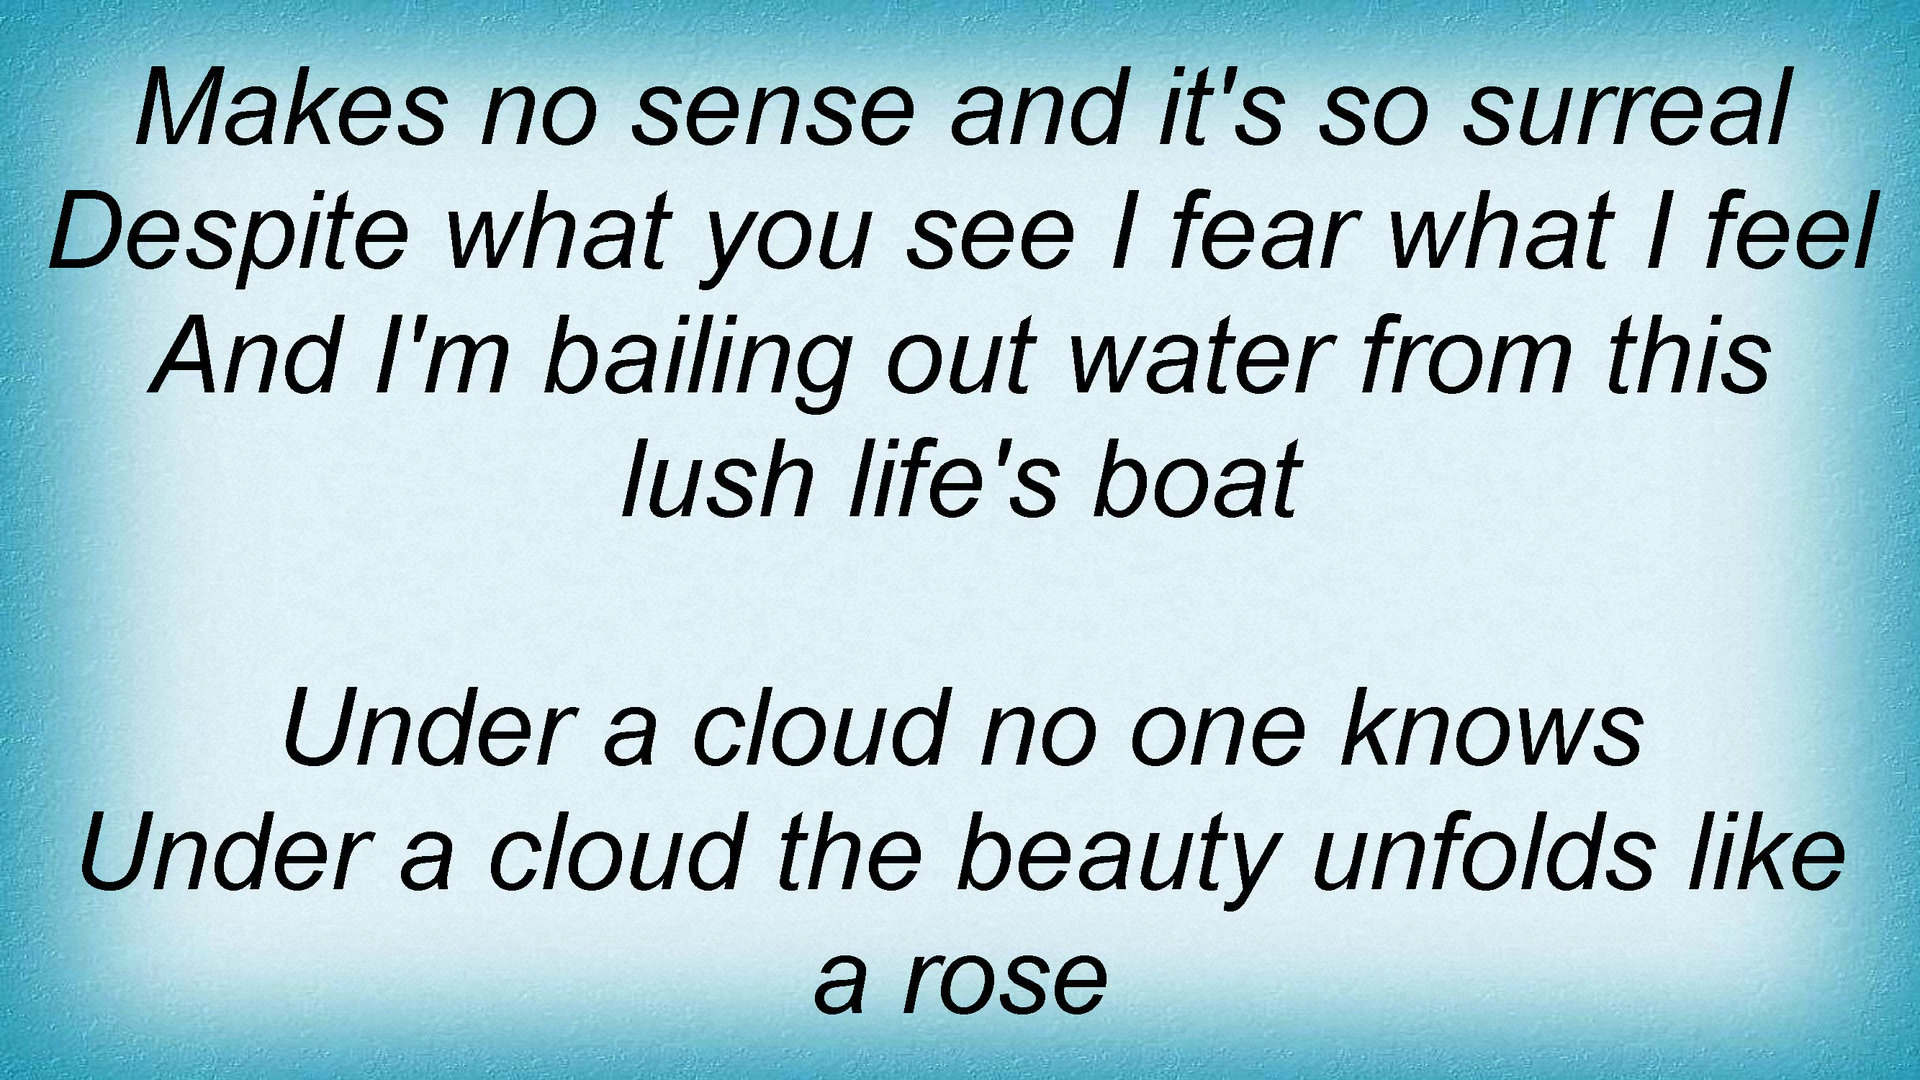 Makes no sense and it's so surreal
Despite what you see I fear what I feel
And I'm bailing out water from this
lush life's boat
Under a cloud no one knows
Under a cloud the beauty unfolds like
a rose